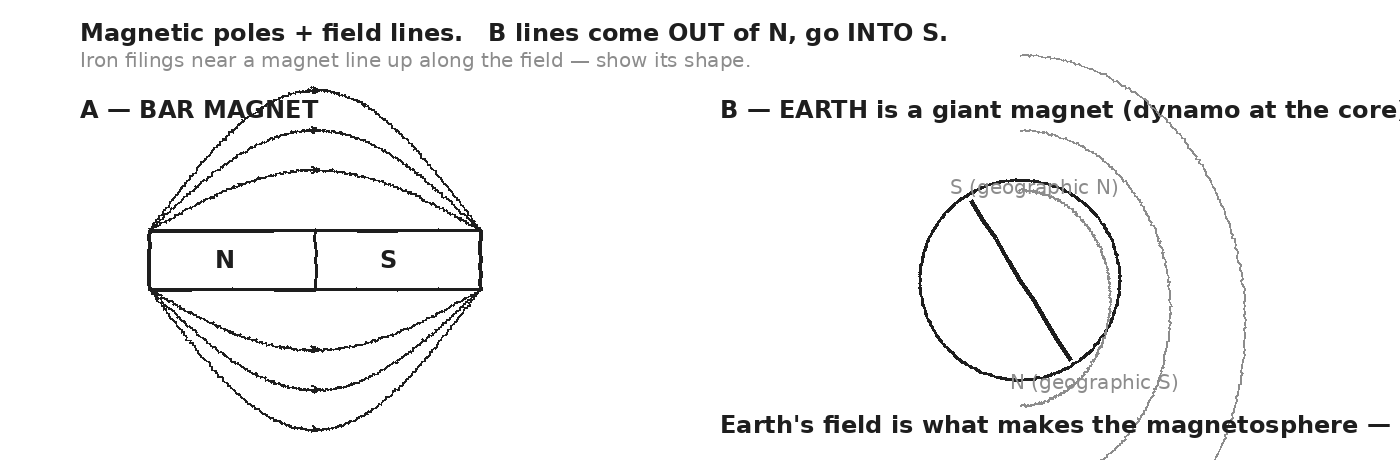 Magnetic poles + field lines.   B lines come OUT of N, go INTO S.
Iron filings near a magnet line up along the field — show its shape.
A — BAR MAGNET
B — EARTH is a giant magnet (dynamo at the core)
S (geographic N)
N
S
N (geographic S)
Earth's field is what makes the magnetosphere —